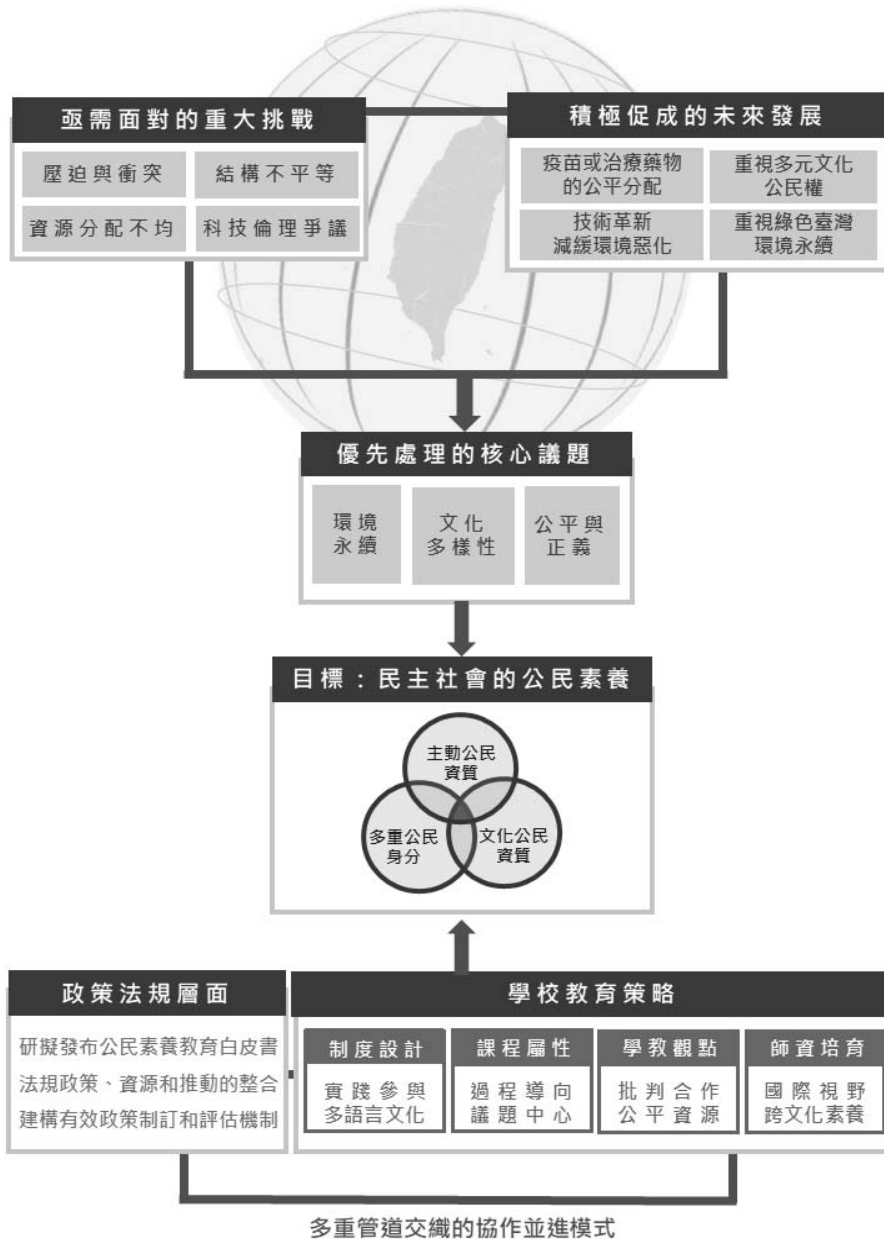 亟需面對的重大挑戰
壓迫與衝突
結構不平等
資源分配不均
科技倫理爭議
積極促成的未來發展
疫苗或治療藥物
的公平分配
重視多元文化
公民權
技術革新
減緩環境惡化
重視綠色臺灣
環境永續
優先處理的核心議題
環境
永續
文化
多樣性
公平與
正義
目標：民主社會的公民素養
主動公民
資質
多重公民
身分
文化公民
資質
政策法規層面
研擬發布公民素養教育白皮書
法規政策、資源和推動的整合
建構有效政策制訂和評估機制
學校教育策略
制度設計
實踐參與
多語言文化
課程屬性
過程導向
議題中心
學教觀點
批判合作
公平資源
師資培育
國際視野
跨文化素養
多重管道交織的協作並進模式